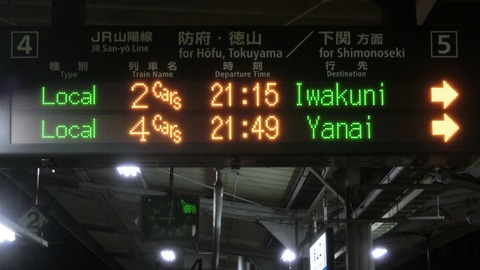 4 JR山陽線 防府・徳山 ／ 下関 方面 5
JR San-yō Line for Hōfu, Tokuyama for Shimonoseki
種別 列車名 時刻 行先
Type Train Name Departure Time Destination
Local 2 Cars 21:15 Iwakuni →
Local 4 Cars 21:49 Yanai →
2